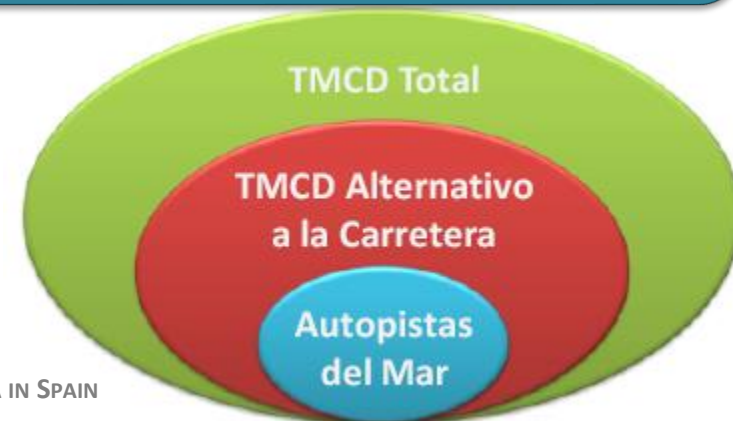 TMCD Total
TMCD Alternativo
a la Carretera
Autopistas
del Mar
IN SPAIN